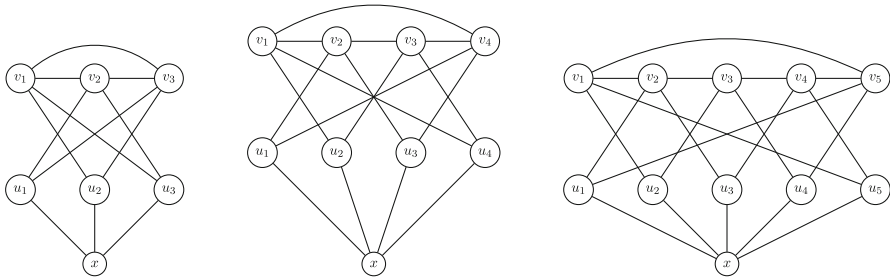 v₁ v₂ v₃ v₄
v₁ v₂ v₃
v₁ v₂ v₃ v₄ v₅
u₁ u₂ u₃ u₄
u₁ u₂ u₃
u₁ u₂ u₃ u₄ u₅
x
x
x